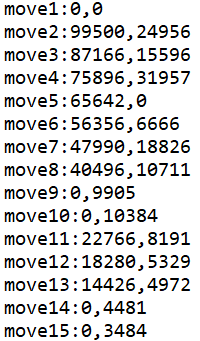 move1:0,0
move2:99500,24956
move3:87166,15596
move4:75896,31957
move5:65642,0
move6:56356,6666
move7:47990,18826
move8:40496,10711
move9:0,9905
move10:0,10384
move11:22766,8191
move12:18280,5329
move13:14426,4972
move14:0,4481
move15:0,3484